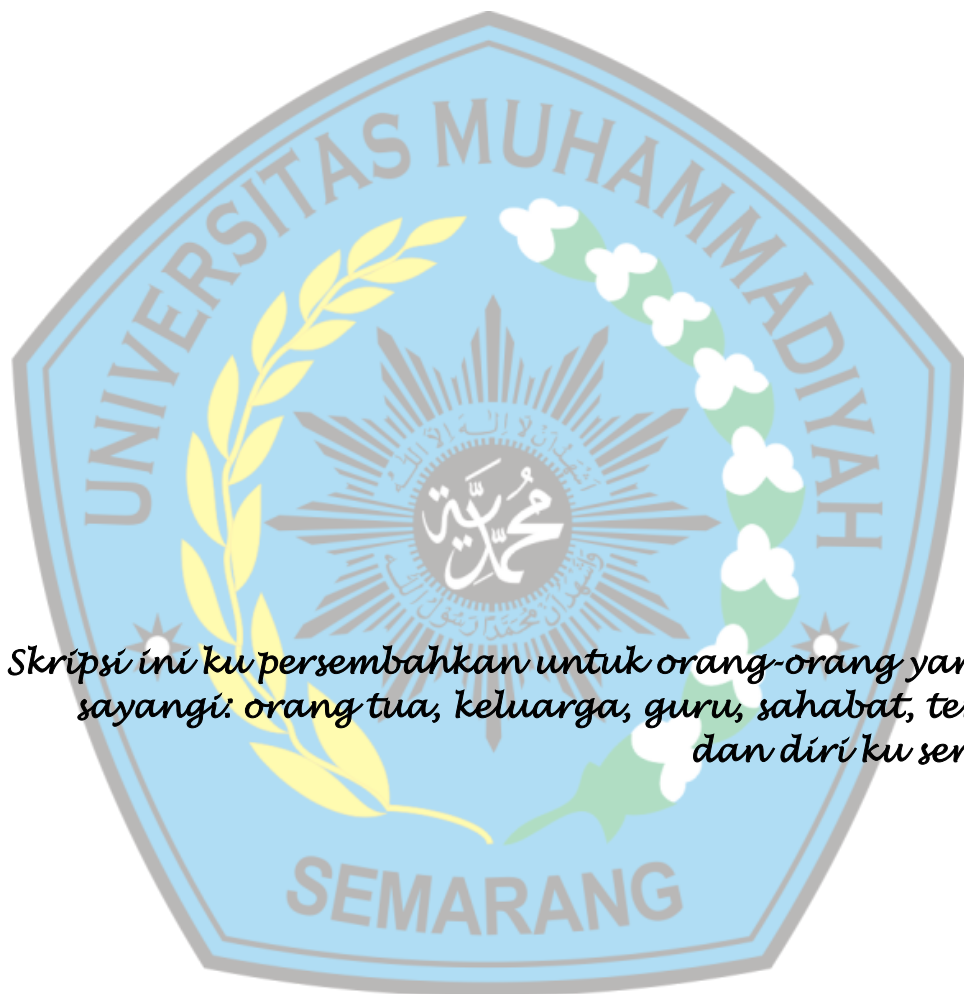 UNIVERSITAS MUHAMMADIYAH
محمدية
Skripsi ini ku persembahkan untuk orang-orang
sayangi: orang tua, keluarga, guru, sahabat,
dan diri ku
SEMARANG